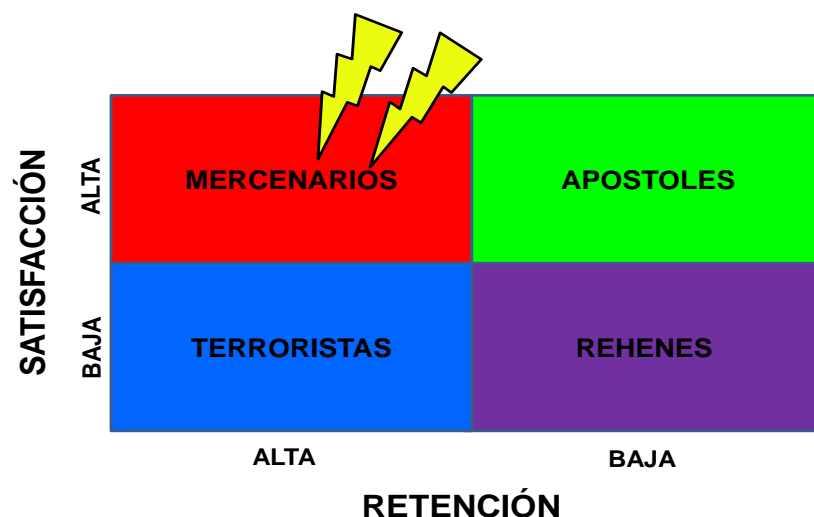 SATISFACCIÓN
ALTA
MERCENARIOS
APOSTOLES
BAJA
TERRORISTAS
REHENES
ALTA
BAJA
RETENCIÓN